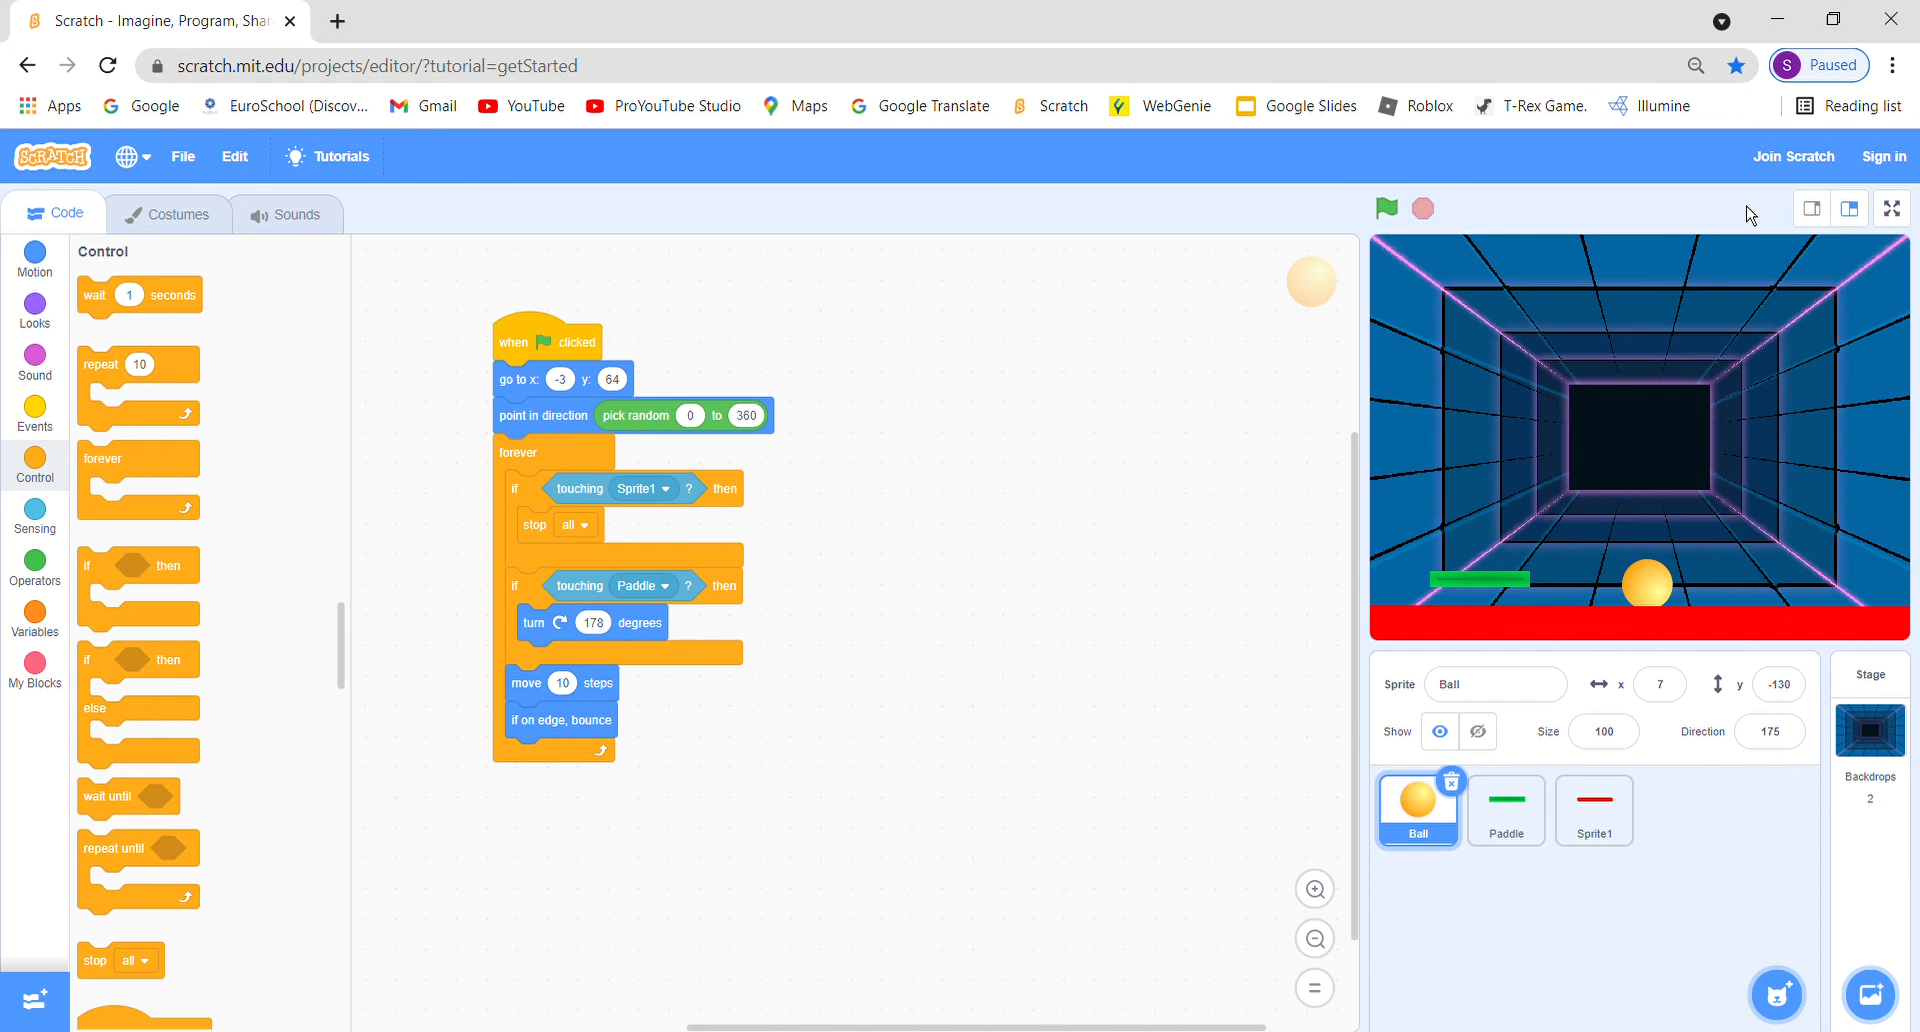 Scratch - Imagine, Program, Shar
scratch.mit.edu/projects/editor/?tutorial=getStarted
S Paused
Apps Google EuroSchool (Discov... Gmail YouTube ProYouTube Studio Maps Google Translate Scratch WebGenie Google Slides Roblox T-Rex Game. Illumine Reading list
SCRATCH File Edit Tutorials Join Scratch Sign in
Code Costumes Sounds
Motion
Looks
Sound
Events
Control
Sensing
Operators
Variables
My Blocks
Control
wait 1 seconds
repeat 10
forever
if then
if then
else
wait until
repeat until
stop all
when clicked
go to x: -3 y: 64
point in direction pick random 0 to 360
forever
if touching Sprite1 ? then
stop all
if touching Paddle ? then
turn 178 degrees
move 10 steps
if on edge, bounce
Sprite Ball x 7 y -130
Show Size 100 Direction 175
Ball Paddle Sprite1
Stage
Backdrops
2